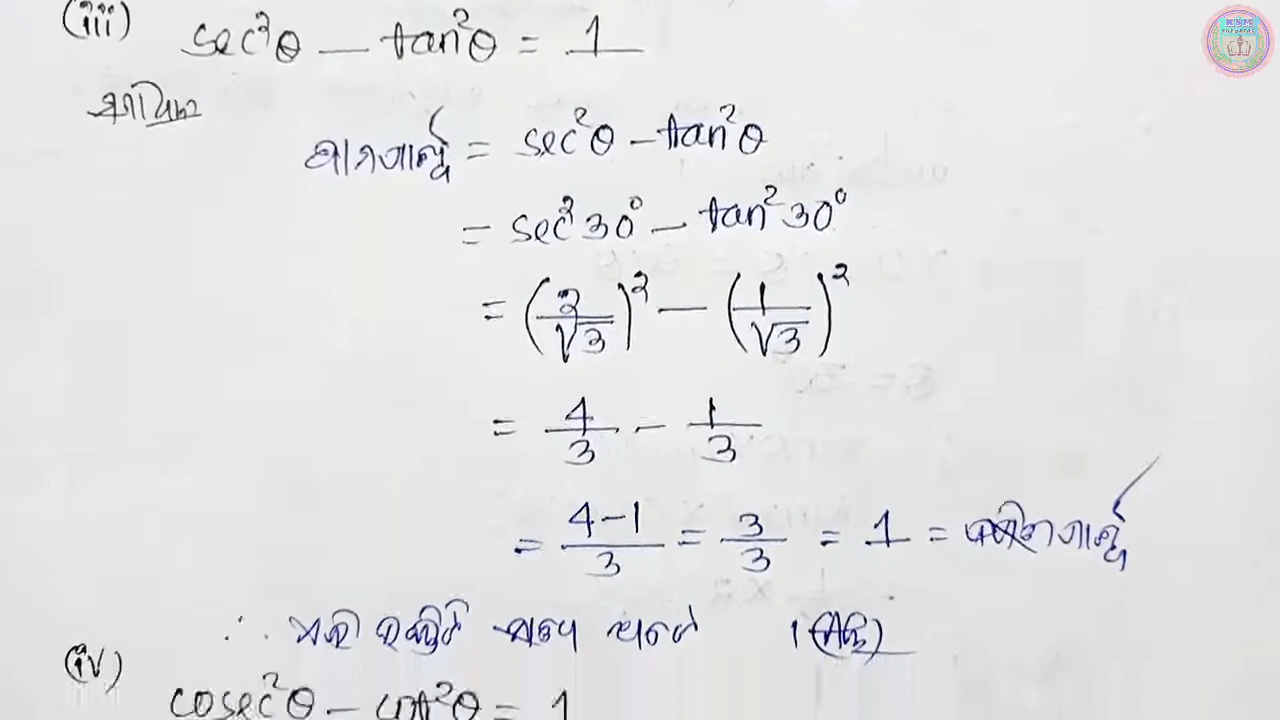 (iii) sec²θ - tan²θ = 1
ସମାଧାନ
ବାମପାର୍ଶ୍ୱ = sec²θ - tan²θ
= sec²30° - tan²30°
= (2/√3)² - (1/√3)²
= 4/3 - 1/3
= (4-1)/3 = 3/3 = 1 = ଦକ୍ଷିଣପାର୍ଶ୍ୱ
∴ ଏହି ଉକ୍ତିଟି ସତ୍ୟ ଅଟେ ।
(iv) cosec²θ - cot²θ = 1